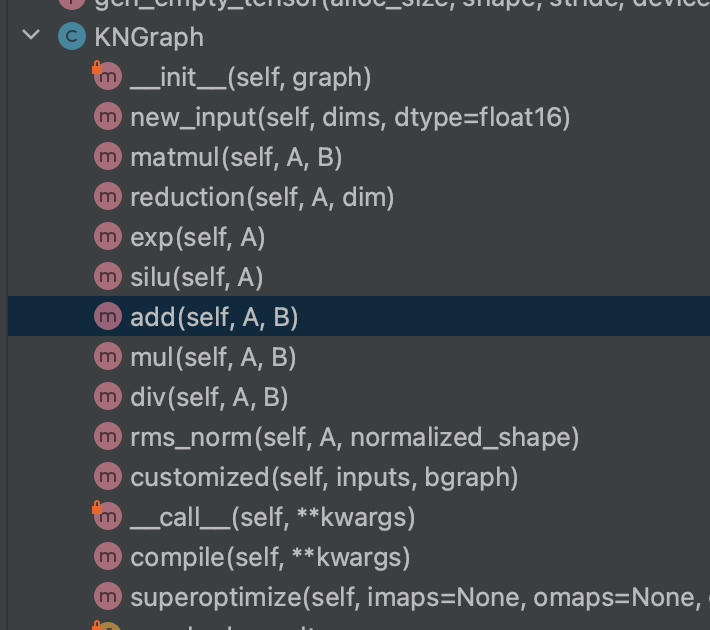 gen_empty_tensor(alloc_size, shape, stride, device
C KNGraph
m __init__(self, graph)
m new_input(self, dims, dtype=float16)
m matmul(self, A, B)
m reduction(self, A, dim)
m exp(self, A)
m silu(self, A)
m add(self, A, B)
m mul(self, A, B)
m div(self, A, B)
m rms_norm(self, A, normalized_shape)
m customized(self, inputs, bgraph)
m __call__(self, **kwargs)
m compile(self, **kwargs)
m superoptimize(self, imaps=None, omaps=None,